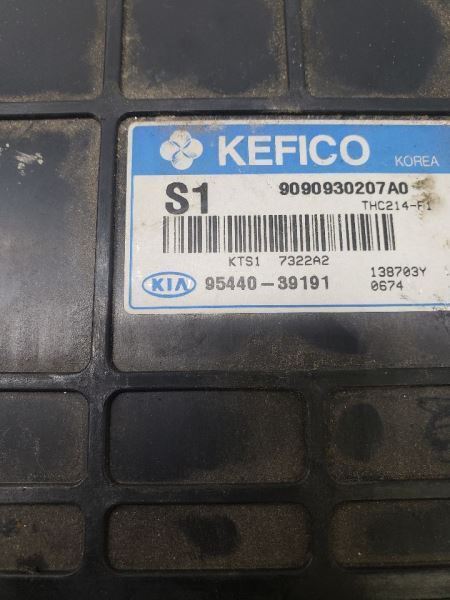 KEFICO KOREA
S1 9090930207A0
THC214-F1
KTS1 7322A2
KIA 95440-39191 138703Y
0674